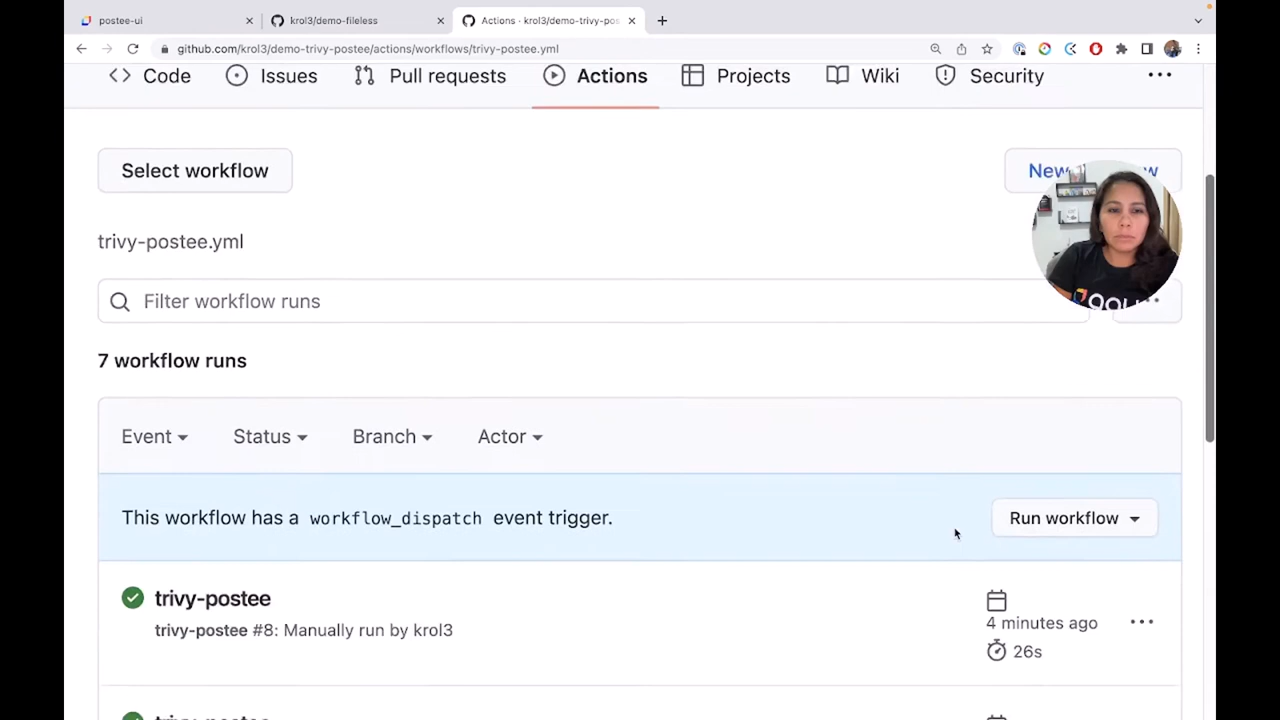 postee-ui
krol3/demo-fileless
Actions · krol3/demo-trivy-pos
github.com/krol3/demo-trivy-postee/actions/workflows/trivy-postee.yml
Code
Issues
Pull requests
Actions
Projects
Wiki
Security
Select workflow
New
trivy-postee.yml
Filter workflow runs
7 workflow runs
Event
Status
Branch
Actor
This workflow has a workflow_dispatch event trigger.
Run workflow
trivy-postee
trivy-postee #8: Manually run by krol3
4 minutes ago
26s